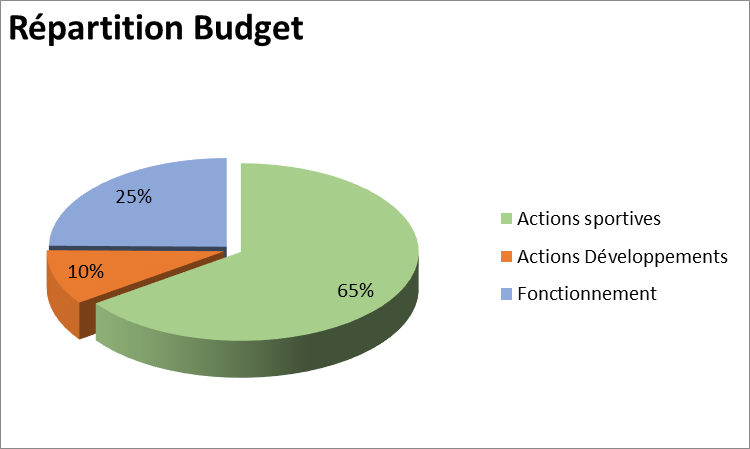 Répartition Budget
25%
10%
65%
Actions sportives
Actions Développements
Fonctionnement